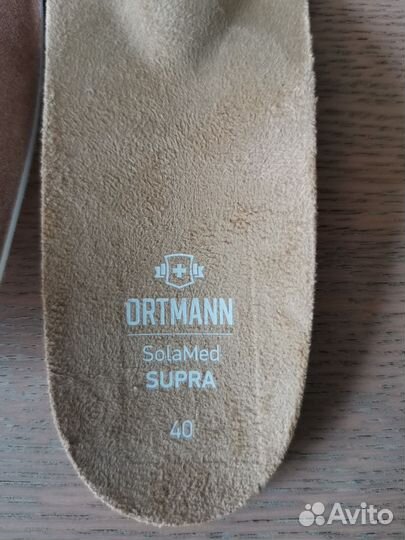 ORTMANN
SolaMed
SUPRA
40
Avito